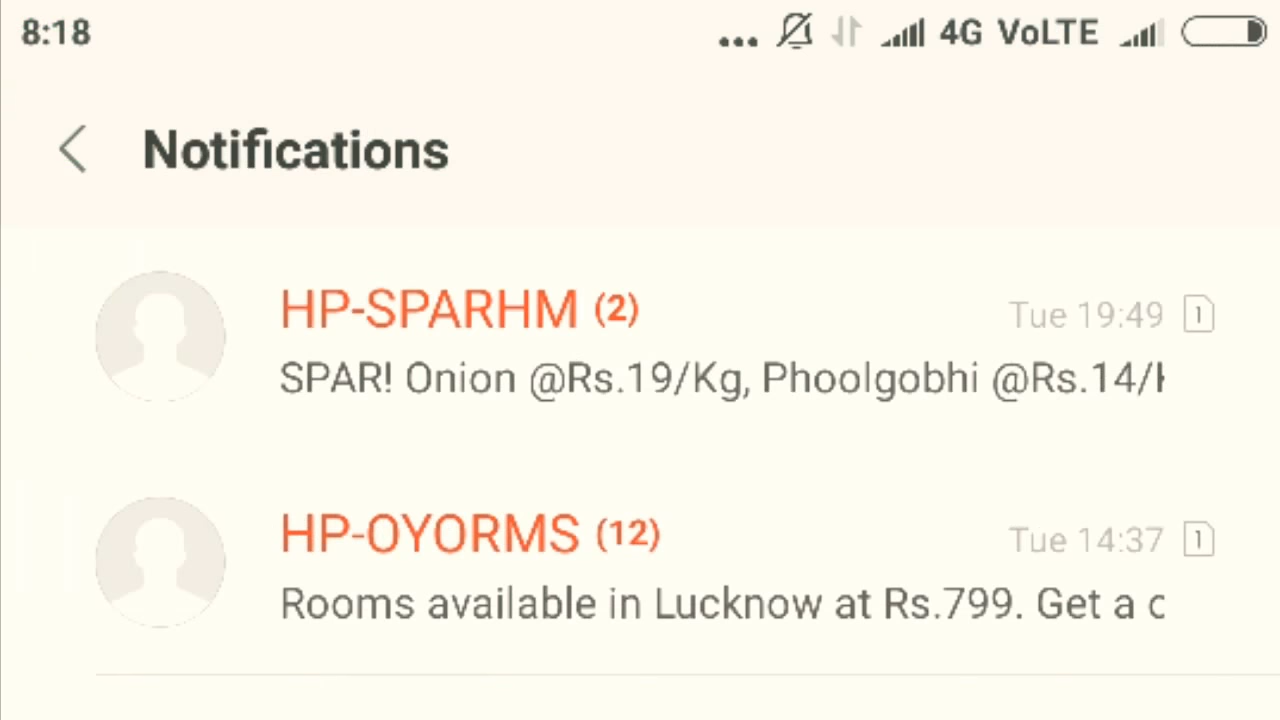 8:18 ... 4G VoLTE
Notifications
HP-SPARHM (2) Tue 19:49 1
SPAR! Onion @Rs.19/Kg, Phoolgobhi @Rs.14/
HP-OYORMS (12) Tue 14:37 1
Rooms available in Lucknow at Rs.799. Get a